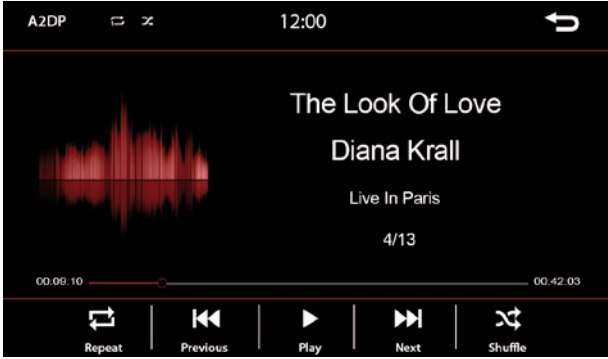 A2DP 12:00
The Look Of Love
Diana Krall
Live In Paris
4/13
00:09:10 00:42:03
Repeat Previous Play Next Shuffle